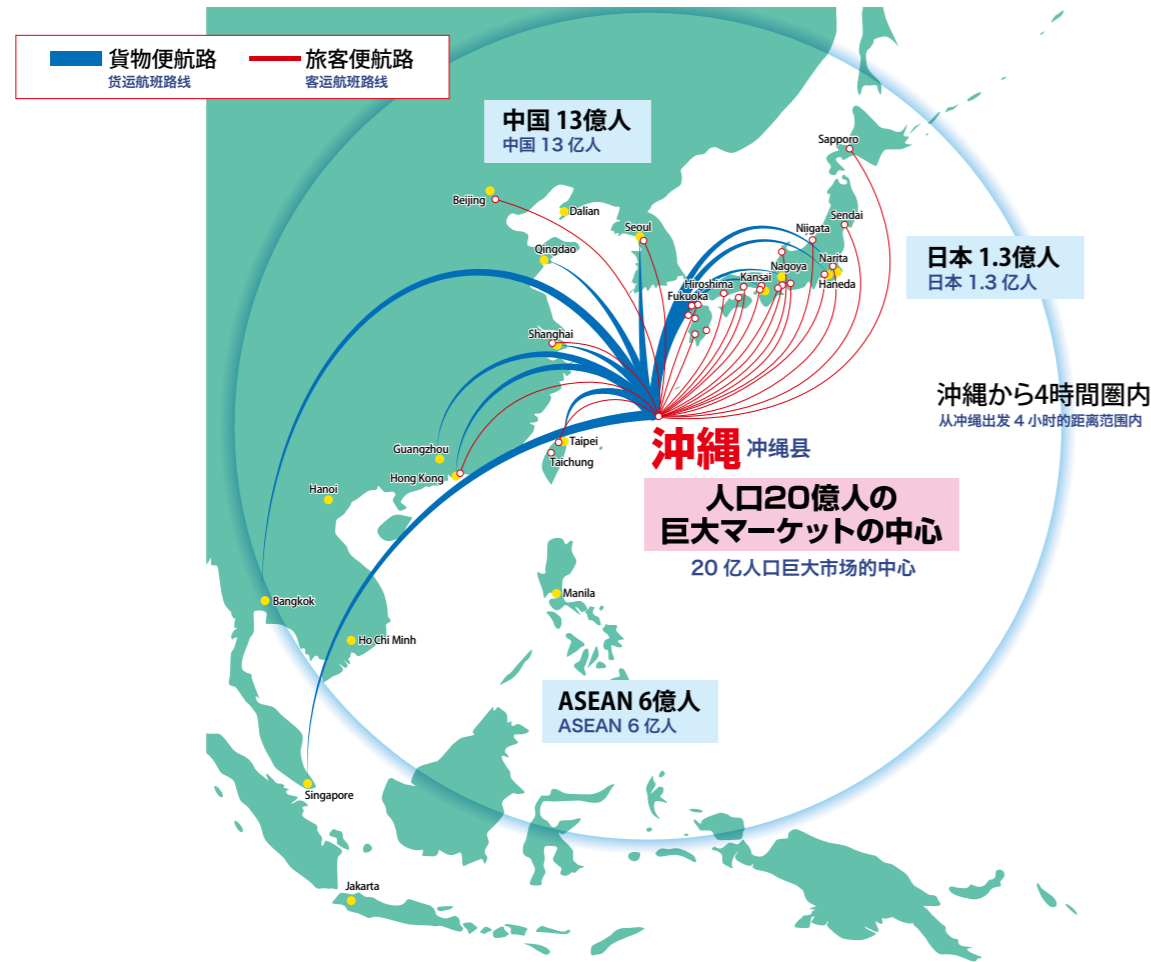 貨物便航路
货运航班路线
旅客便航路
客运航班路线
中国 13億人
中国 13 亿人
Sapporo
Beijing
Dalian
Seoul
Sendai
Niigata
Qingdao
日本 1.3億人
日本 1.3 亿人
Narita
Nagoya
Kansai
Haneda
Hiroshima
Fukuoka
Shanghai
沖縄から4時間圏内
从冲绳出发 4 小时的距离范围内
沖縄
冲绳县
Guangzhou
Taipei
Taichung
Hong Kong
Hanoi
人口20億人の
巨大マーケットの中心
20 亿人口巨大市场的中心
Manila
Bangkok
Ho Chi Minh
ASEAN 6億人
ASEAN 6 亿人
Singapore
Jakarta